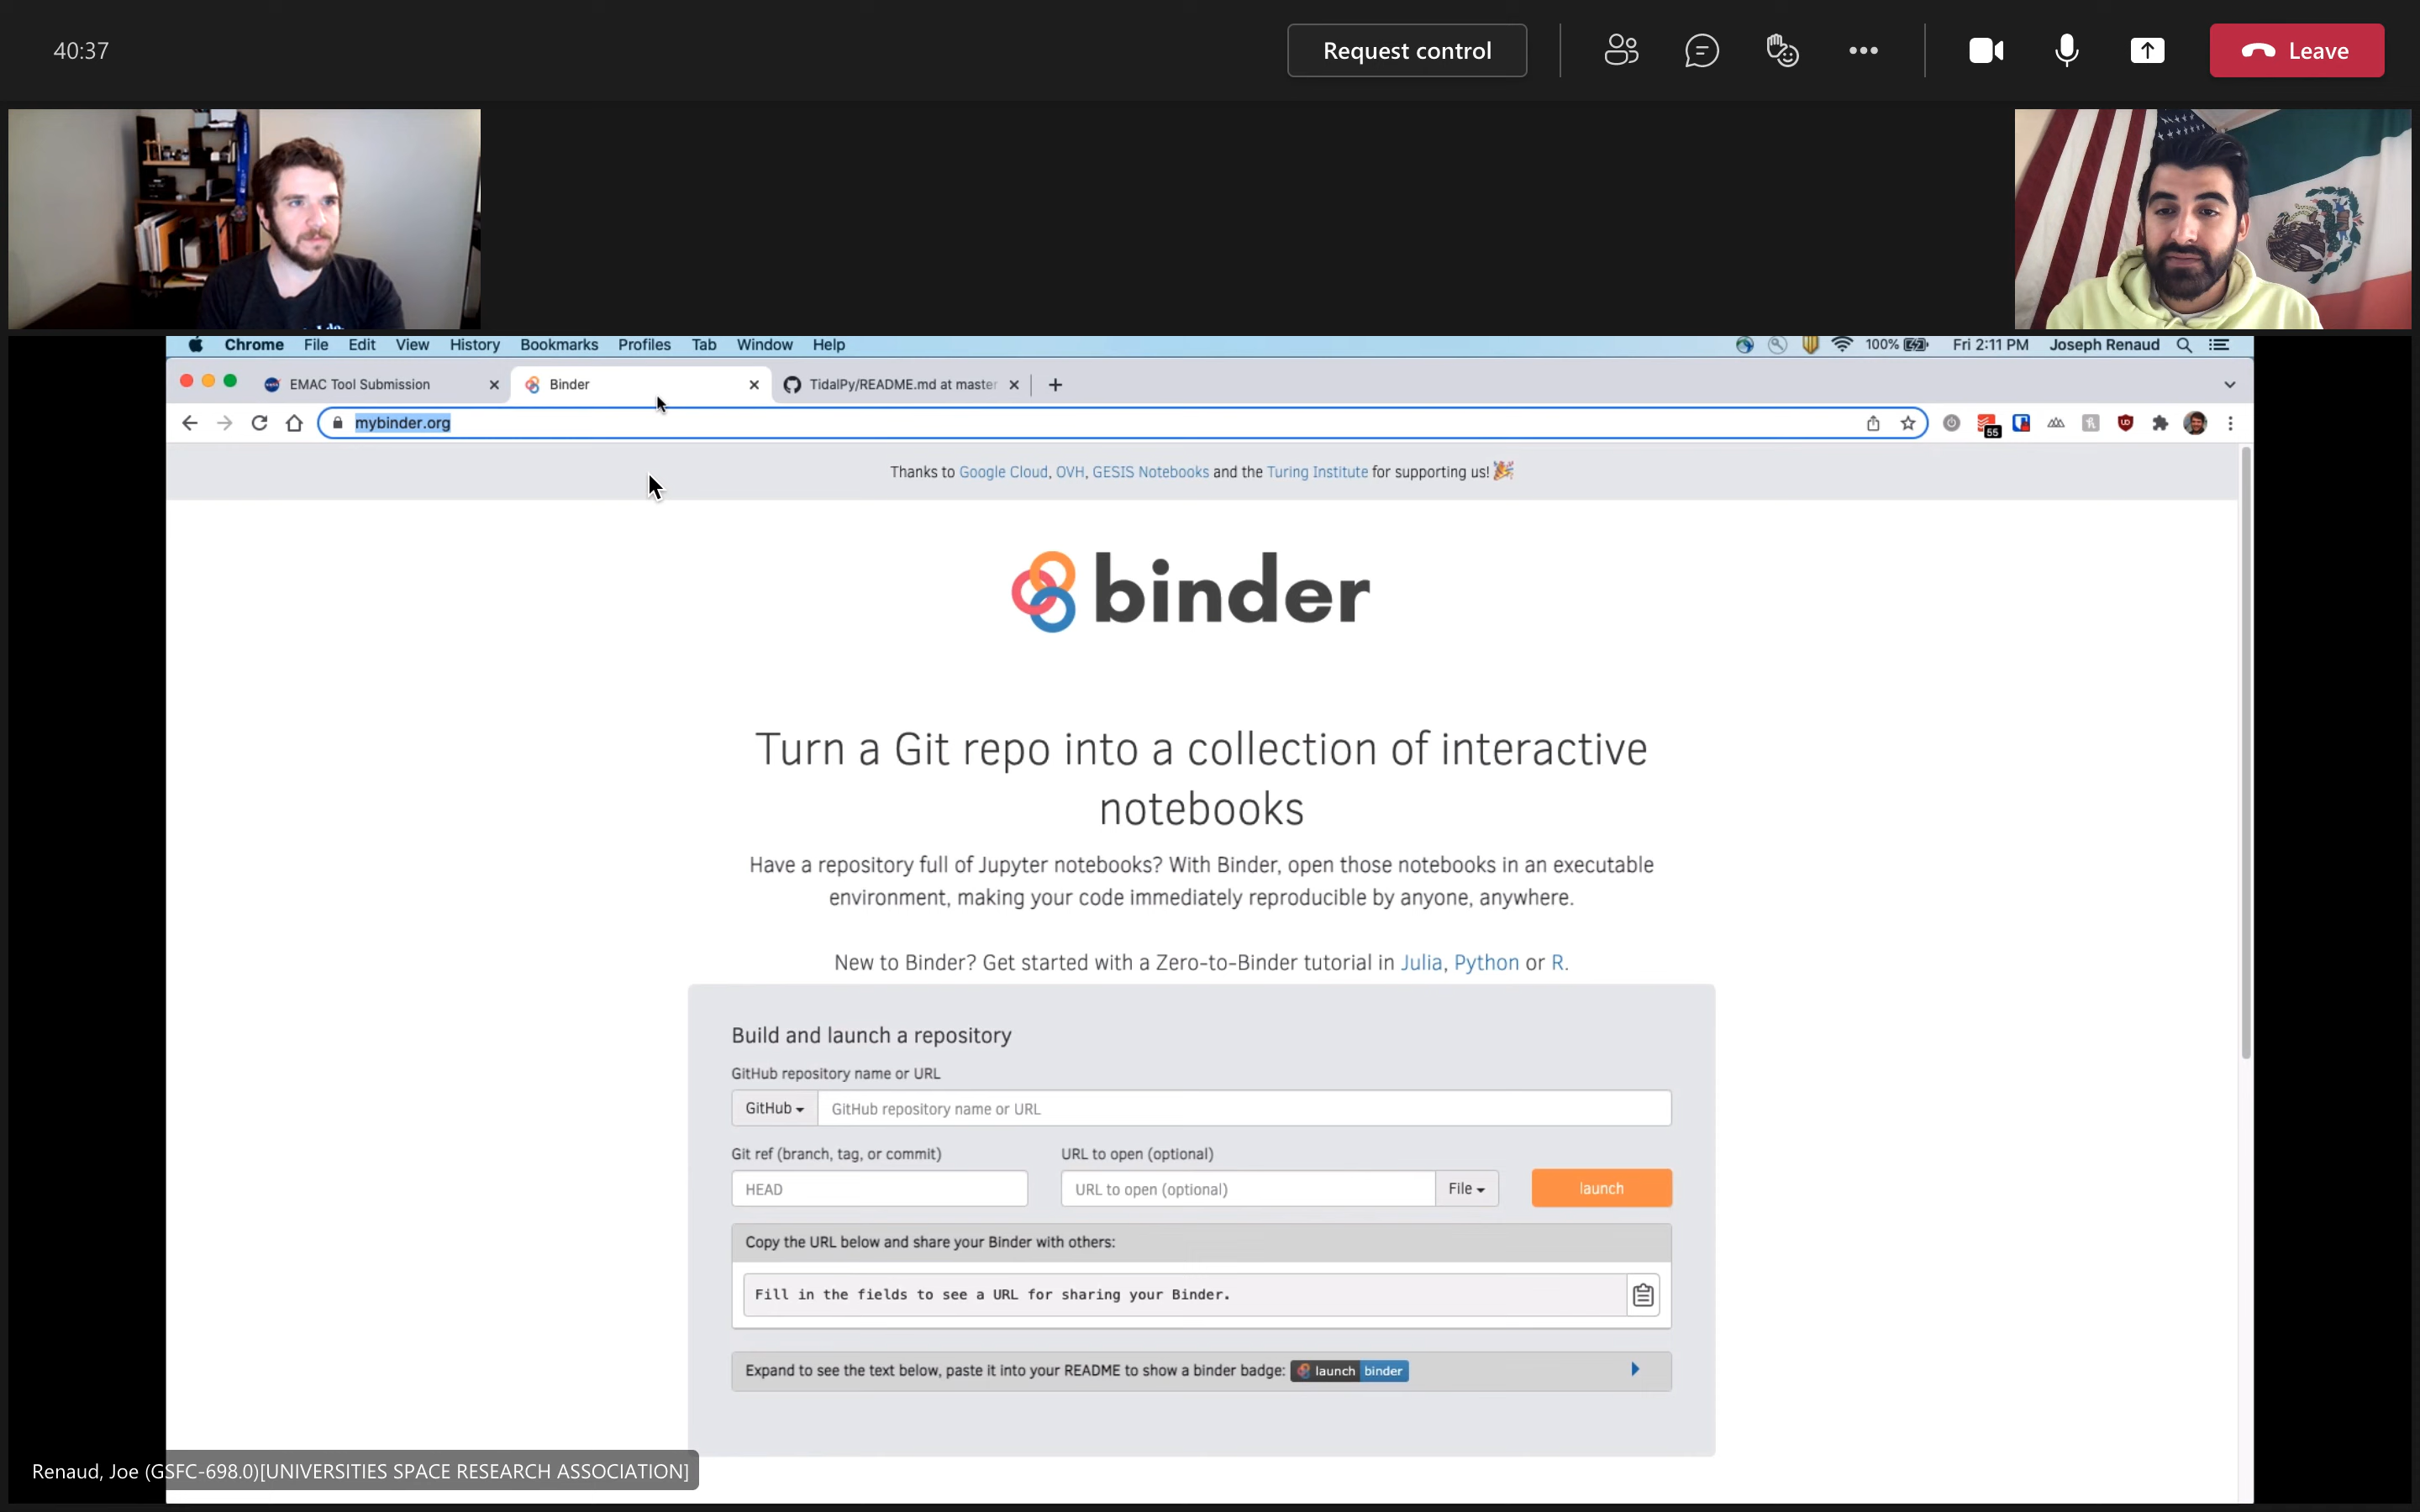 40:37
Request control
Leave
Chrome File Edit View History Bookmarks Profiles Tab Window Help
100% Fri 2:11 PM Joseph Renaud
EMAC Tool Submission
Binder
TidalPy/README.md at master
mybinder.org
55
Thanks to Google Cloud, OVH, GESIS Notebooks and the Turing Institute for supporting us!
binder
Turn a Git repo into a collection of interactive
notebooks
Have a repository full of Jupyter notebooks? With Binder, open those notebooks in an executable
environment, making your code immediately reproducible by anyone, anywhere.
New to Binder? Get started with a Zero-to-Binder tutorial in Julia, Python or R.
Build and launch a repository
GitHub repository name or URL
GitHub GitHub repository name or URL
Git ref (branch, tag, or commit) URL to open (optional)
HEAD URL to open (optional) File launch
Copy the URL below and share your Binder with others:
Fill in the fields to see a URL for sharing your Binder.
Expand to see the text below, paste it into your README to show a binder badge: launch binder
Renaud, Joe (GSFC-698.0)[UNIVERSITIES SPACE RESEARCH ASSOCIATION]